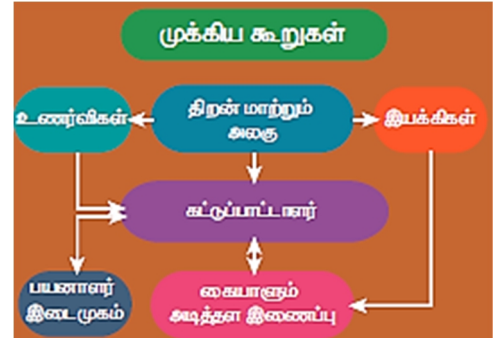 முக்கிய கூறுகள்
உணர்விகள்
திறன் மாற்றும்
அலகு
இயக்கிகள்
கட்டுப்பாட்டாளர்
பயனாளர்
இடைமுகம்
கையாளும்
அடித்தள இணைப்பு